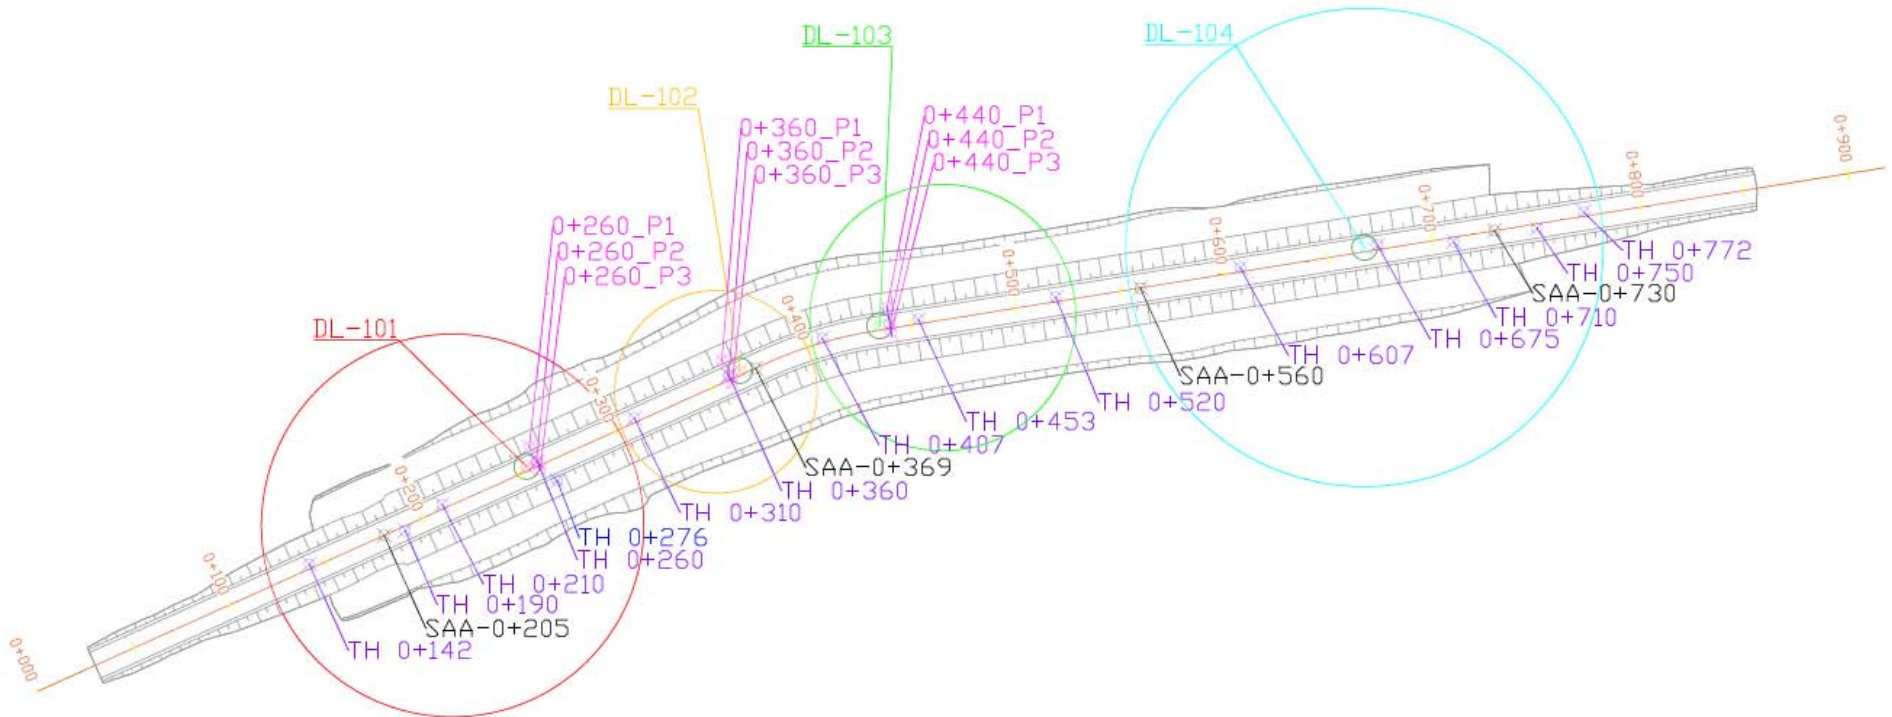 DL-103
DL-104
DL-102
0+440_P1
0+360_P1
0+440_P2
0+360_P2
0+440_P3
0+360_P3
0+900
0+800
0+700
0+600
0+500
0+400
0+300
0+200
0+100
0+000
0+260_P1
0+260_P2
0+260_P3
DL-101
TH 0+772
TH 0+750
SAA-0+730
TH 0+710
TH 0+675
TH 0+607
SAA-0+560
TH 0+520
TH 0+453
TH 0+407
SAA-0+369
TH 0+360
TH 0+310
TH 0+276
TH 0+260
TH 0+210
TH 0+190
SAA-0+205
TH 0+142